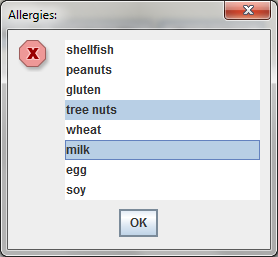 Allergies:
shellfish
peanuts
gluten
tree nuts
wheat
milk
egg
soy
OK